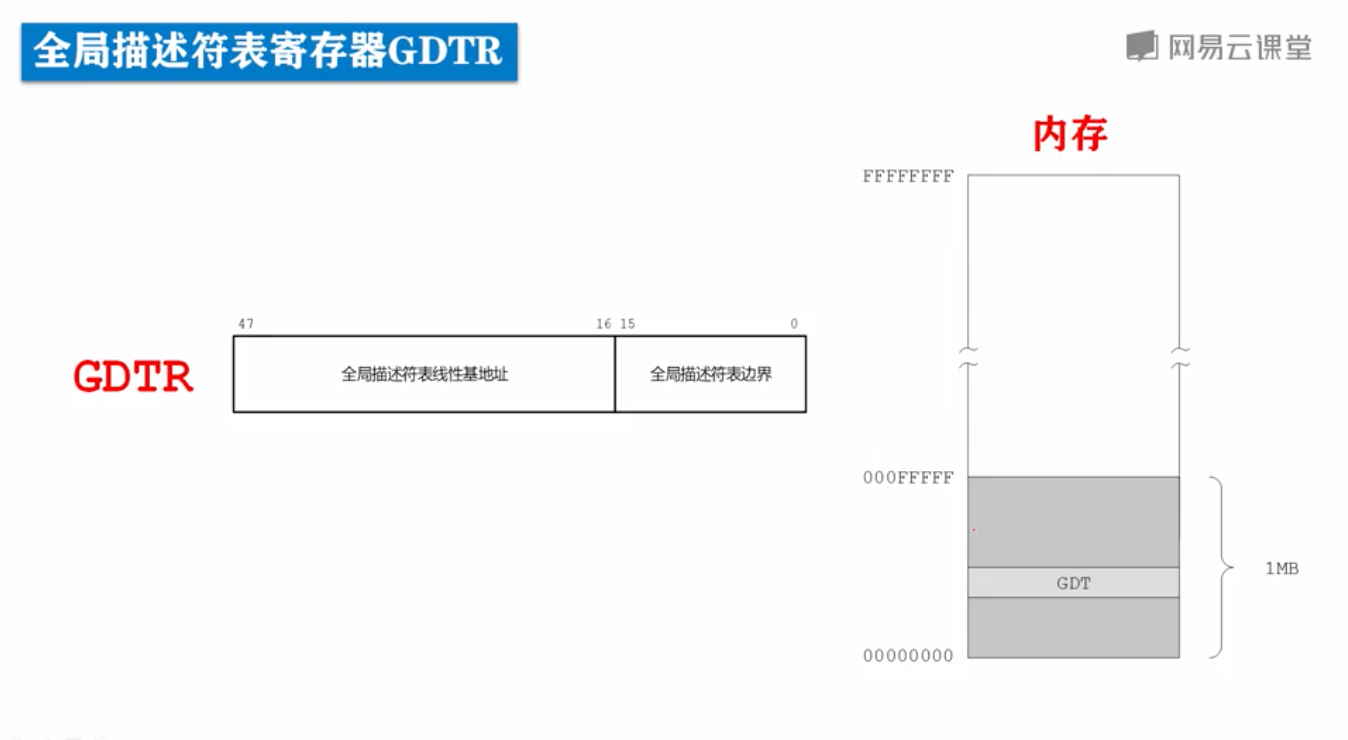 全局描述符表寄存器GDTR
网易云课堂
内存
FFFFFFFF
47 16 15 0
GDTR
全局描述符表线性基地址
全局描述符表边界
000FFFFF
GDT
1MB
00000000